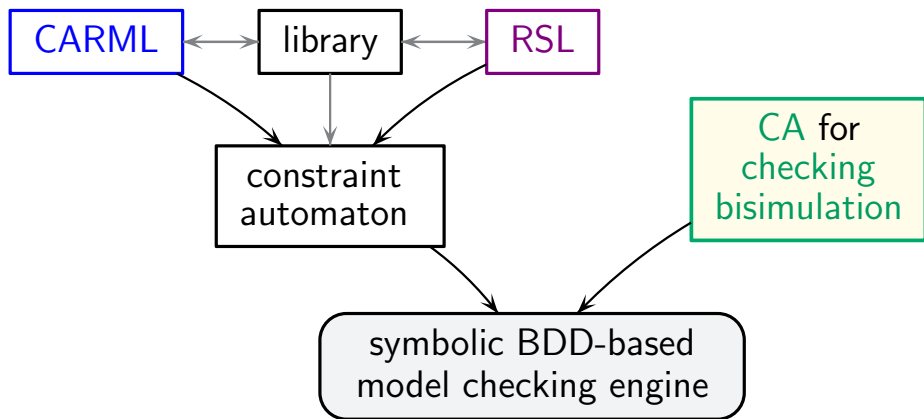 CARML
library
RSL
constraint
automaton
CA for
checking
bisimulation
symbolic BDD-based
model checking engine